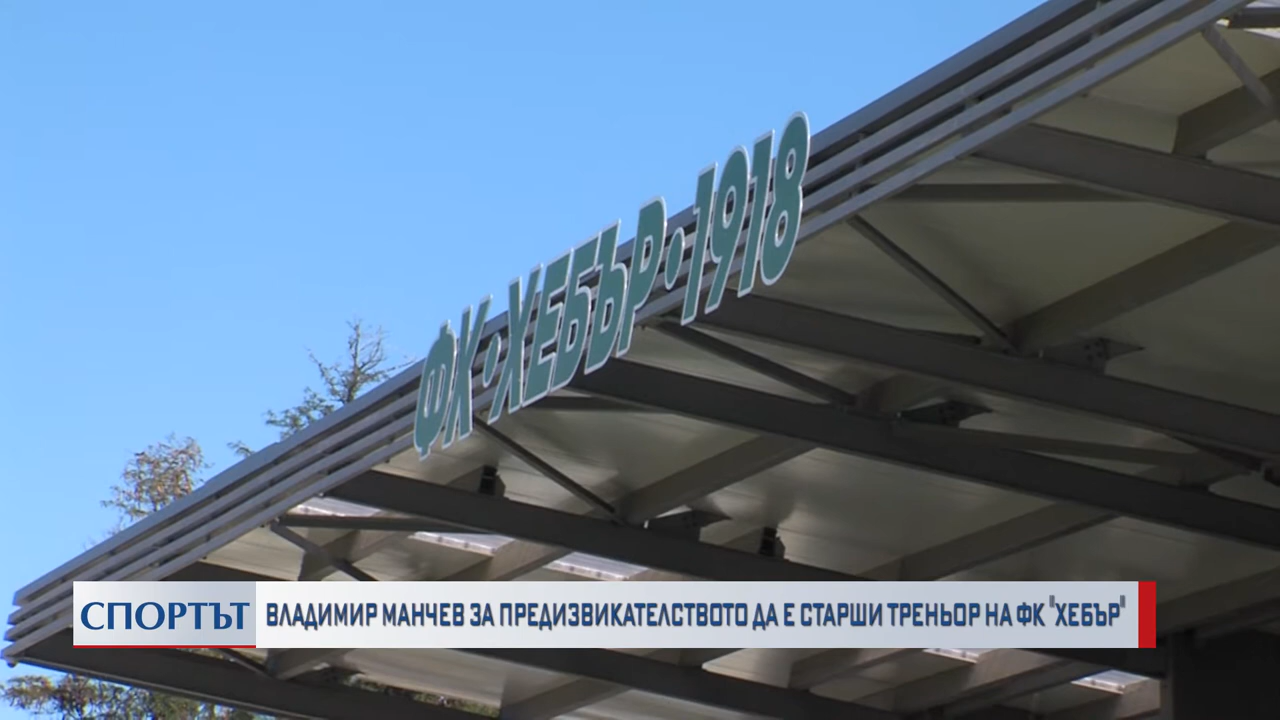 ФК·ХЕБЪР·1918
СПОРТЪТ
ВЛАДИМИР МАНЧЕВ ЗА ПРЕДИЗВИКАТЕЛСТВОТО ДА Е СТАРШИ ТРЕНЬОР НА ФК "ХЕБЪР"